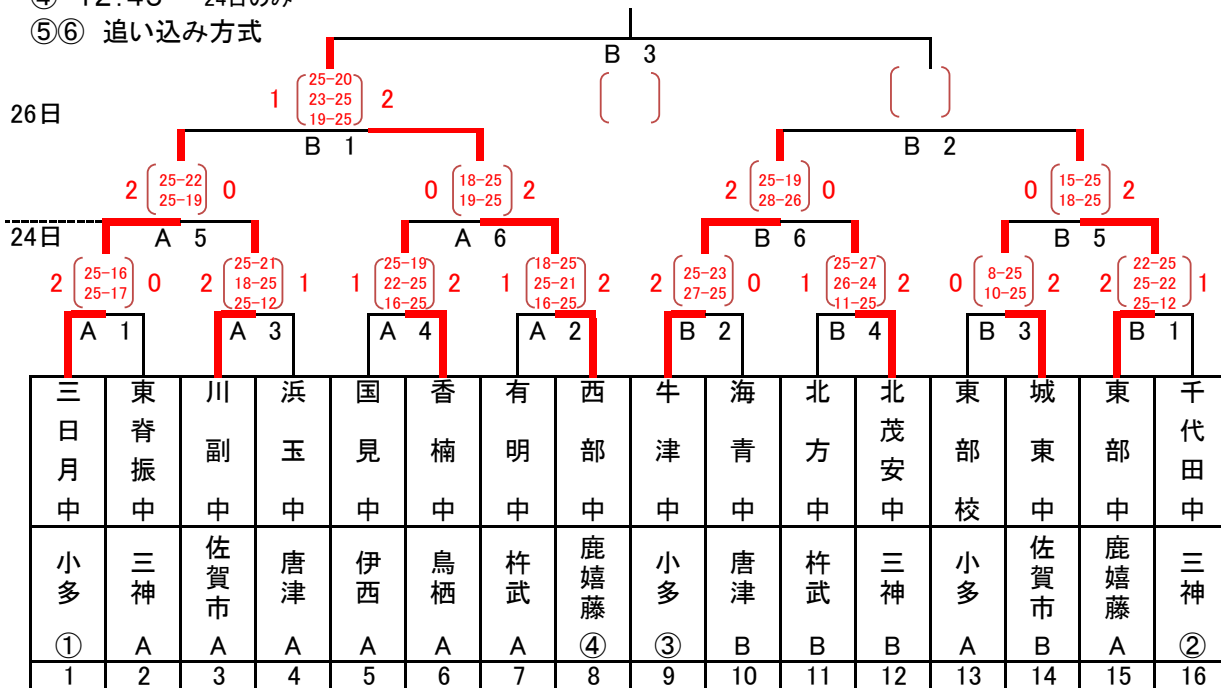 ④ 12:45 24日のみ
⑤⑥ 追い込み方式
B 3
1 25-20 2
23-25
19-25
26日
B 1
B 2
2 25-22 0
25-19
0 18-25 2
19-25
2 25-19 0
28-26
0 15-25 2
18-25
24日
A 5
A 6
B 6
B 5
2 25-16 0
25-17
2 25-21 1
18-25
25-12
1 25-19 2
22-25
16-25
1 18-25 2
25-21
16-25
2 25-23 0
27-25
1 25-27 2
26-24
11-25
0 8-25 2
10-25
2 22-25 1
25-22
25-12
A 1
A 3
A 4
A 2
B 2
B 4
B 3
B 1
三日月中
東脊振中
川副中
浜玉中
国見中
香楠中
有明中
西部中
牛津中
海青中
北方中
北茂安中
東部校
城東中
東部中
千代田中
小多 ①
三神 A
佐賀市 A
唐津 A
伊西 A
鳥栖 A
杵武 A
鹿嬉藤 ④
小多 ③
唐津 B
杵武 B
三神 B
小多 A
佐賀市 B
鹿嬉藤 A
三神 ②
1 2 3 4 5 6 7 8 9 10 11 12 13 14 15 16